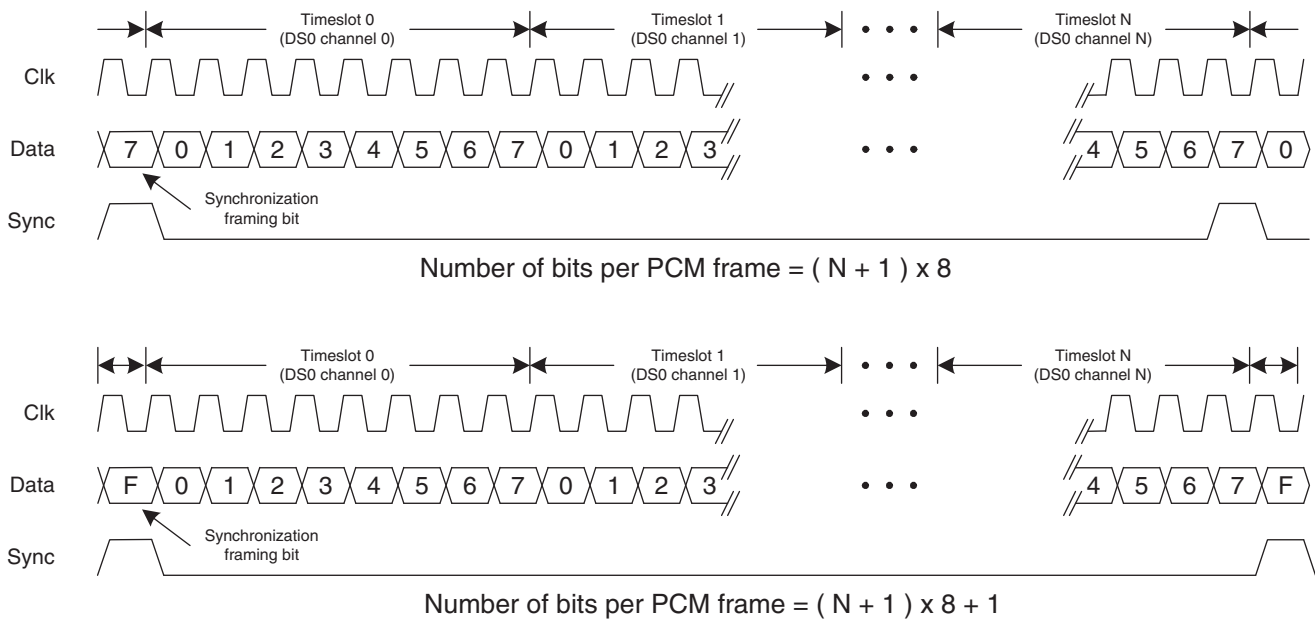 Timeslot 0
(DS0 channel 0)
Timeslot 1
(DS0 channel 1)
• • •
Timeslot N
(DS0 channel N)
Clk
• • •
Data 7 0 1 2 3 4 5 6 7 0 1 2 3 • • • 4 5 6 7 0
Synchronization
framing bit
Sync
Number of bits per PCM frame = ( N + 1 ) x 8
Timeslot 0
(DS0 channel 0)
Timeslot 1
(DS0 channel 1)
• • •
Timeslot N
(DS0 channel N)
Clk
• • •
Data F 0 1 2 3 4 5 6 7 0 1 2 3 • • • 4 5 6 7 F
Synchronization
framing bit
Sync
Number of bits per PCM frame = ( N + 1 ) x 8 + 1